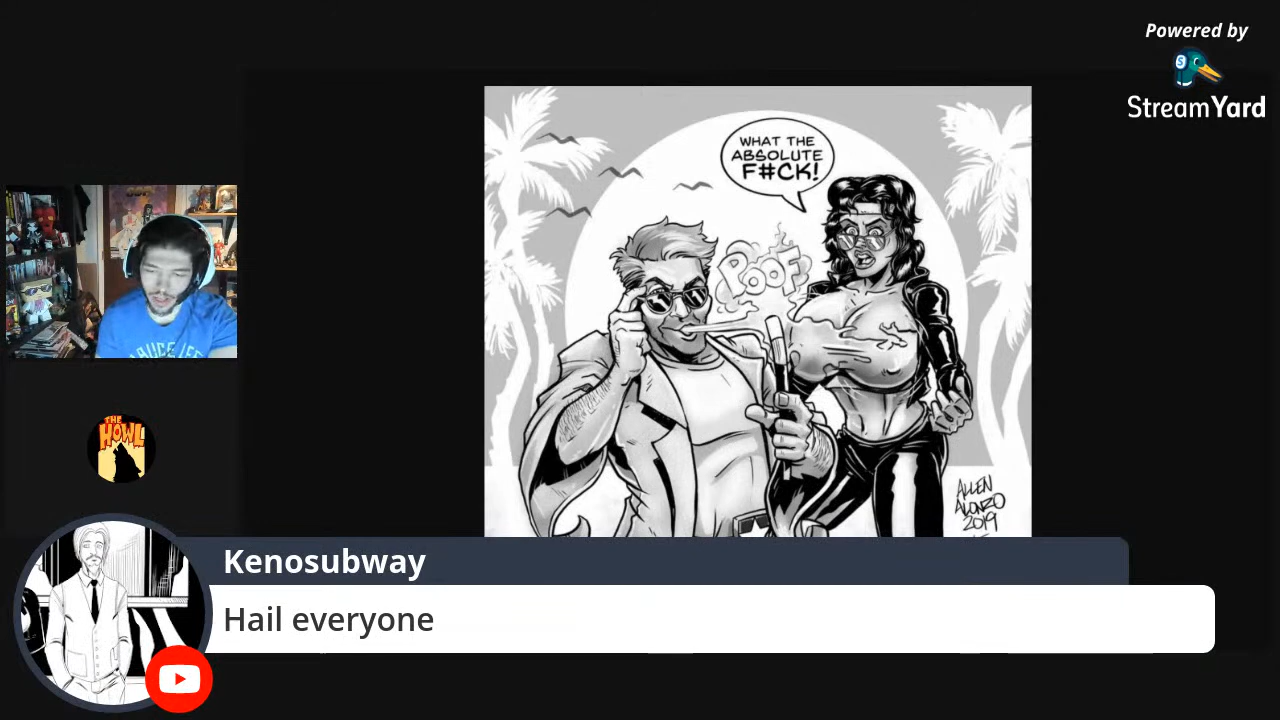 Powered by
StreamYard
WHAT THE
ABSOLUTE
F#CK!
POOF
THE
HOWL
ALLEN
ALONZO
2019
Kenosubway
Hail everyone